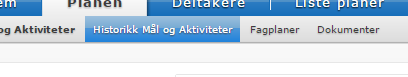 Planen Deltakere Liste planer
og Aktiviteter Historikk Mål og Aktiviteter Fagplaner Dokumenter